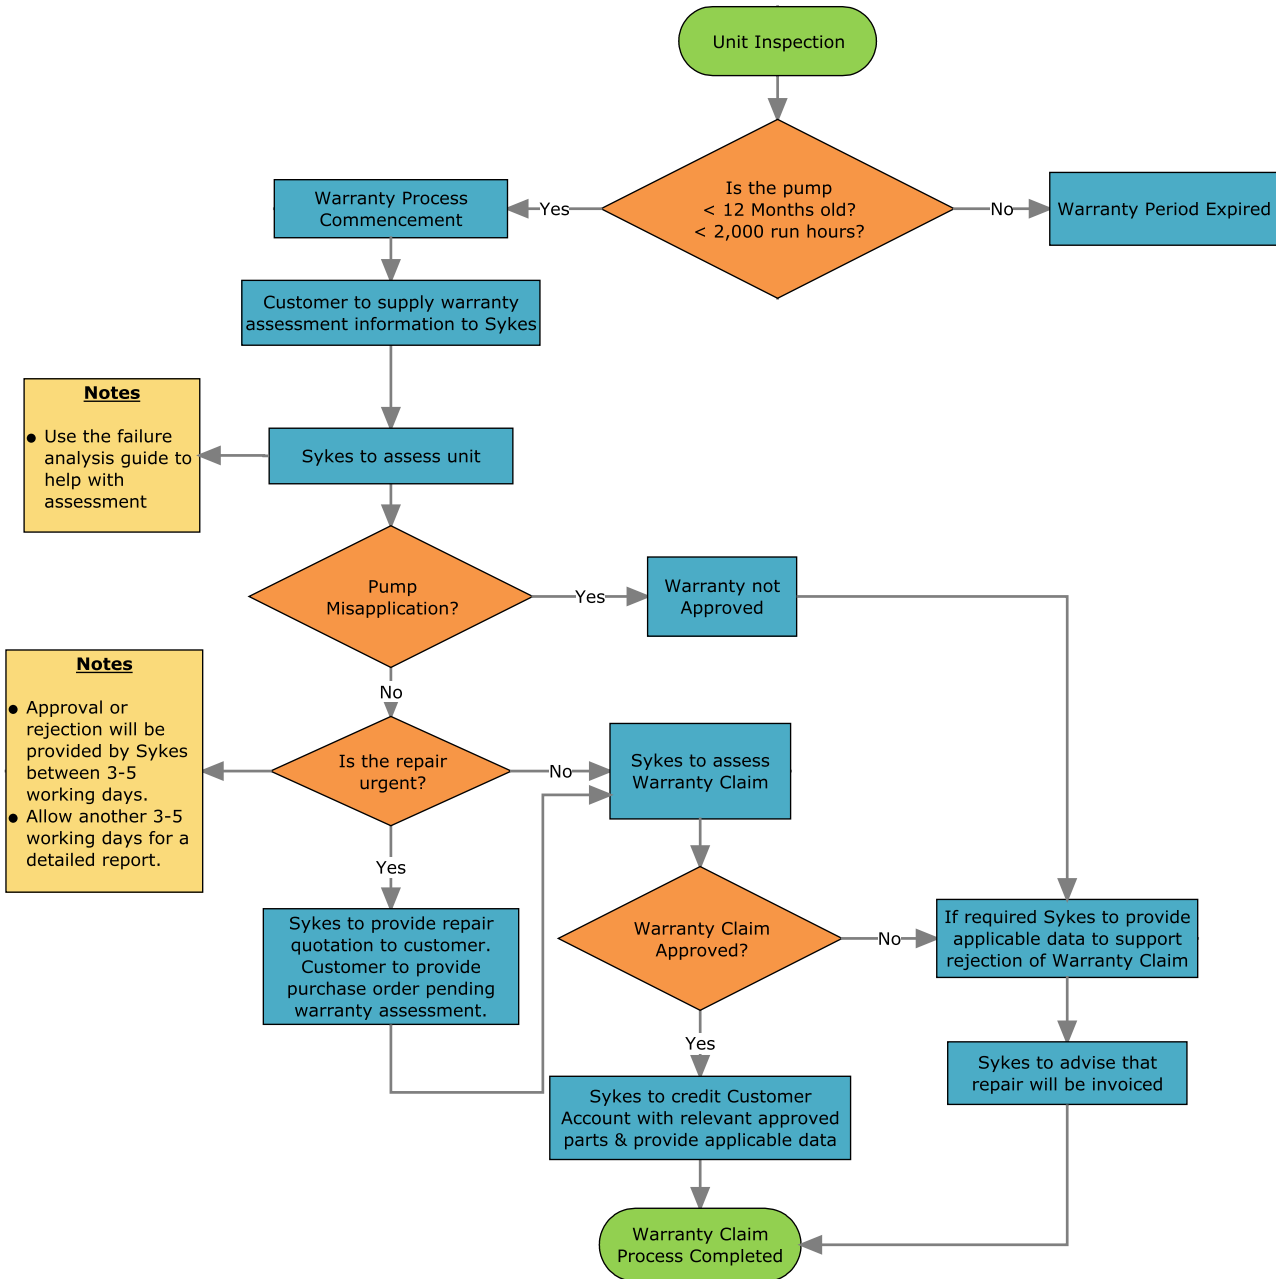 Unit Inspection
Is the pump
< 12 Months old?
< 2,000 run hours?
Yes
No
Warranty Process
Commencement
Warranty Period Expired
Customer to supply warranty
assessment information to Sykes
Notes
● Use the failure
analysis guide to
help with
assessment
Sykes to assess unit
Pump
Misapplication?
Yes
Warranty not
Approved
No
Notes
● Approval or
rejection will be
provided by Sykes
between 3-5
working days.
● Allow another 3-5
working days for a
detailed report.
Is the repair
urgent?
No
Sykes to assess
Warranty Claim
Yes
Sykes to provide repair
quotation to customer.
Customer to provide
purchase order pending
warranty assessment.
Warranty Claim
Approved?
No
If required Sykes to provide
applicable data to support
rejection of Warranty Claim
Yes
Sykes to advise that
repair will be invoiced
Sykes to credit Customer
Account with relevant approved
parts & provide applicable data
Warranty Claim
Process Completed